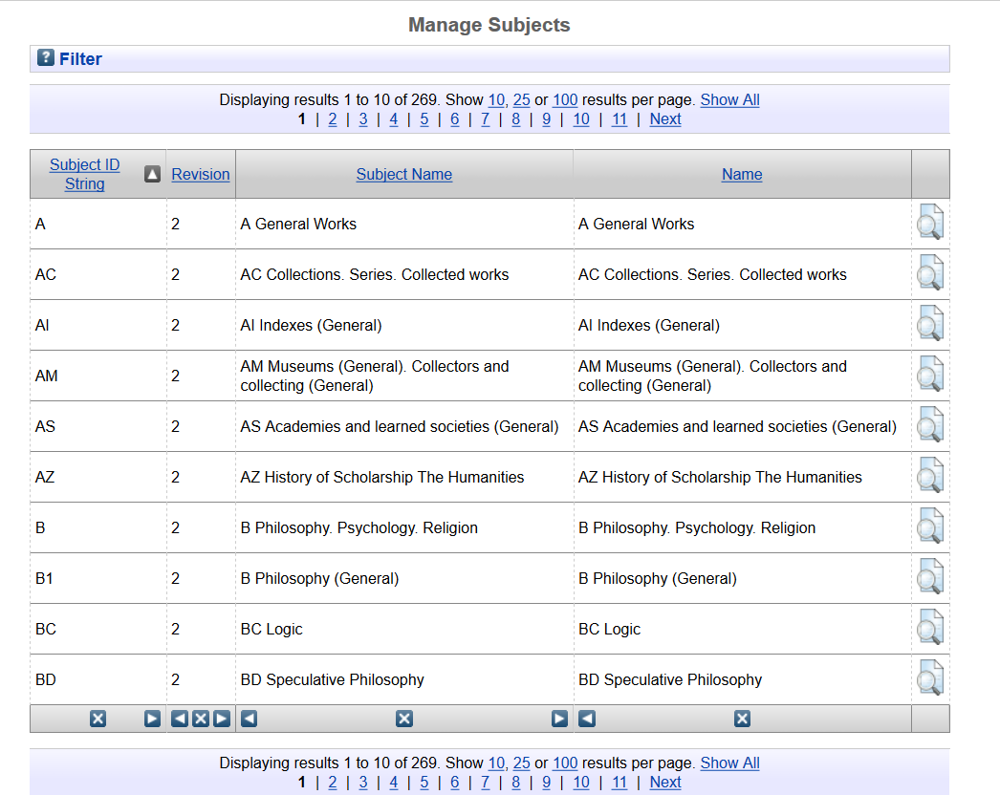 Manage Subjects
? Filter
Displaying results 1 to 10 of 269. Show 10, 25 or 100 results per page. Show All
1 | 2 | 3 | 4 | 5 | 6 | 7 | 8 | 9 | 10 | 11 | Next
Subject ID String Revision Subject Name Name
A 2 A General Works A General Works
AC 2 AC Collections. Series. Collected works AC Collections. Series. Collected works
AI 2 AI Indexes (General) AI Indexes (General)
AM 2 AM Museums (General). Collectors and collecting (General) AM Museums (General). Collectors and collecting (General)
AS 2 AS Academies and learned societies (General) AS Academies and learned societies (General)
AZ 2 AZ History of Scholarship The Humanities AZ History of Scholarship The Humanities
B 2 B Philosophy. Psychology. Religion B Philosophy. Psychology. Religion
B1 2 B Philosophy (General) B Philosophy (General)
BC 2 BC Logic BC Logic
BD 2 BD Speculative Philosophy BD Speculative Philosophy
Displaying results 1 to 10 of 269. Show 10, 25 or 100 results per page. Show All
1 | 2 | 3 | 4 | 5 | 6 | 7 | 8 | 9 | 10 | 11 | Next